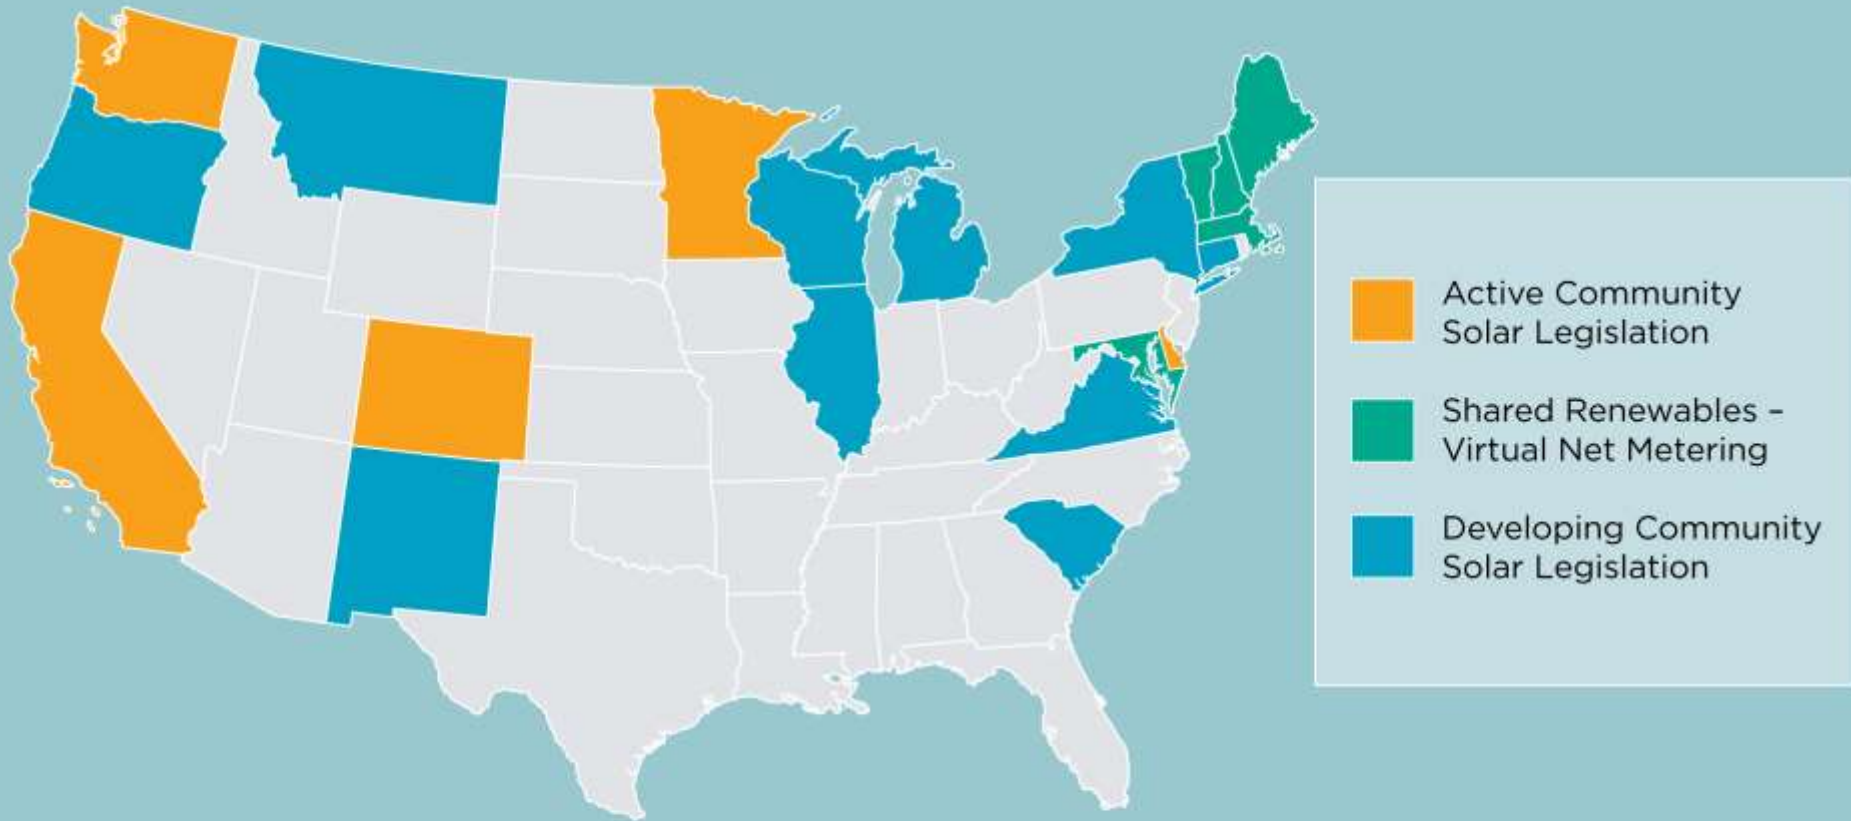 Active Community
Solar Legislation
Shared Renewables –
Virtual Net Metering
Developing Community
Solar Legislation